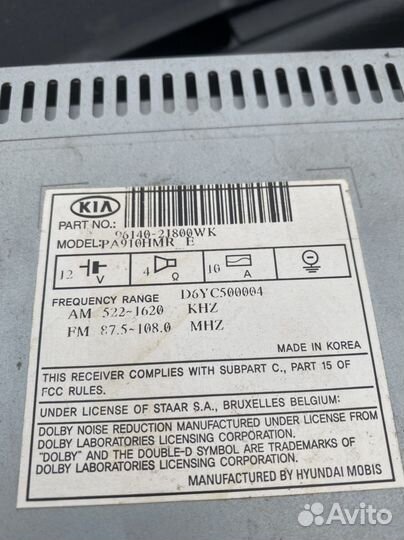 KIA
PART NO.: 96140-2J800WK
MODEL: PA910HMR E
12 V 4 Ω 10 A
D6YC500004
FREQUENCY RANGE
AM 522~1620 KHZ
FM 87.5~108.0 MHZ
MADE IN KOREA
THIS RECEIVER COMPLIES WITH SUBPART C., PART 15 of
FCC RULES.
UNDER LICENSE OF STAAR S.A., BRUXELLES BELGIUM:
DOLBY NOISE REDUCTION MANUFACTURED UNDER LICENSE FROM
DOLBY LABORATORIES LICENSING CORPORATION.
"DOLBY" AND THE DOUBLE-D SYMBOL ARE TRADEMARKS OF
DOLBY LABORATORIES LICENSING CORPORATION.
MANUFACTURED BY HYUNDAI MOBIS
Avito